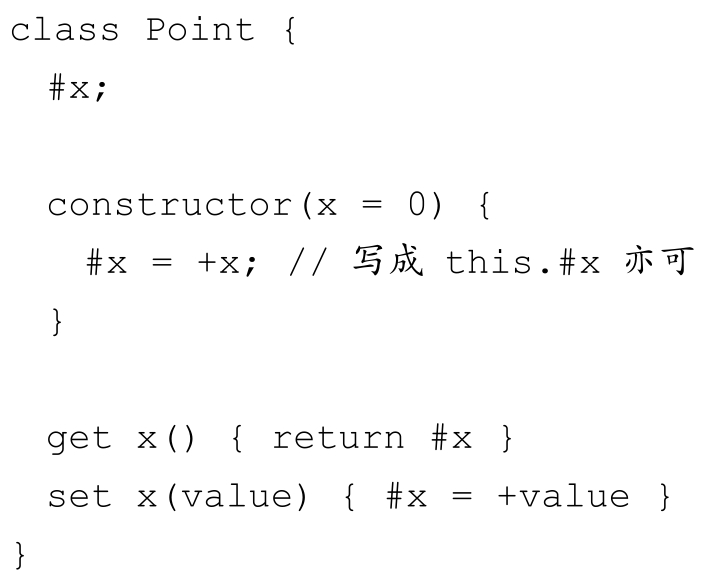 class Point {
  #x;
  constructor(x = 0) {
    #x = +x; // 写成 this.#x 亦可
  }
  get x() { return #x }
  set x(value) { #x = +value }
}